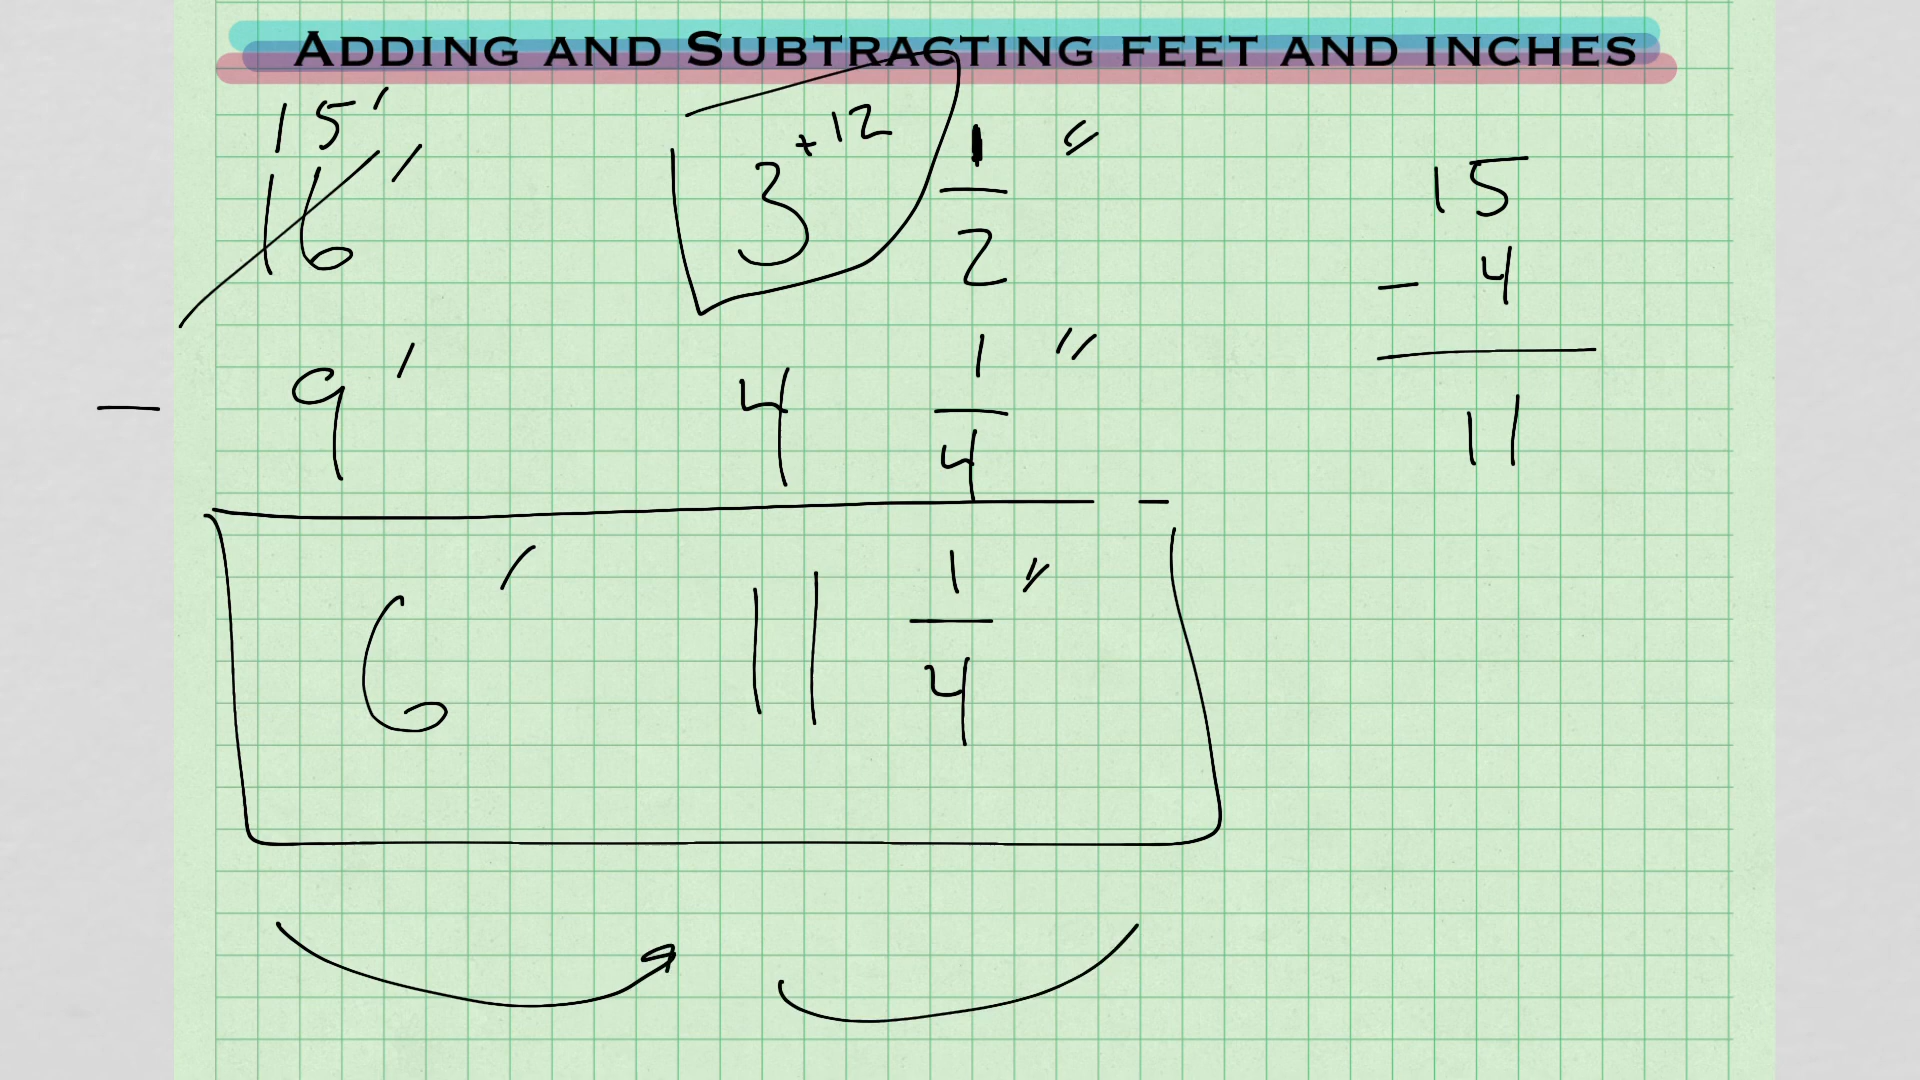 ADDING AND SUBTRACTING FEET AND INCHES
15′
16′ 3 +12 1/2 ″
− 9′ 4 1/4 ″
6′ 11 1/4 ″
15
− 4
11